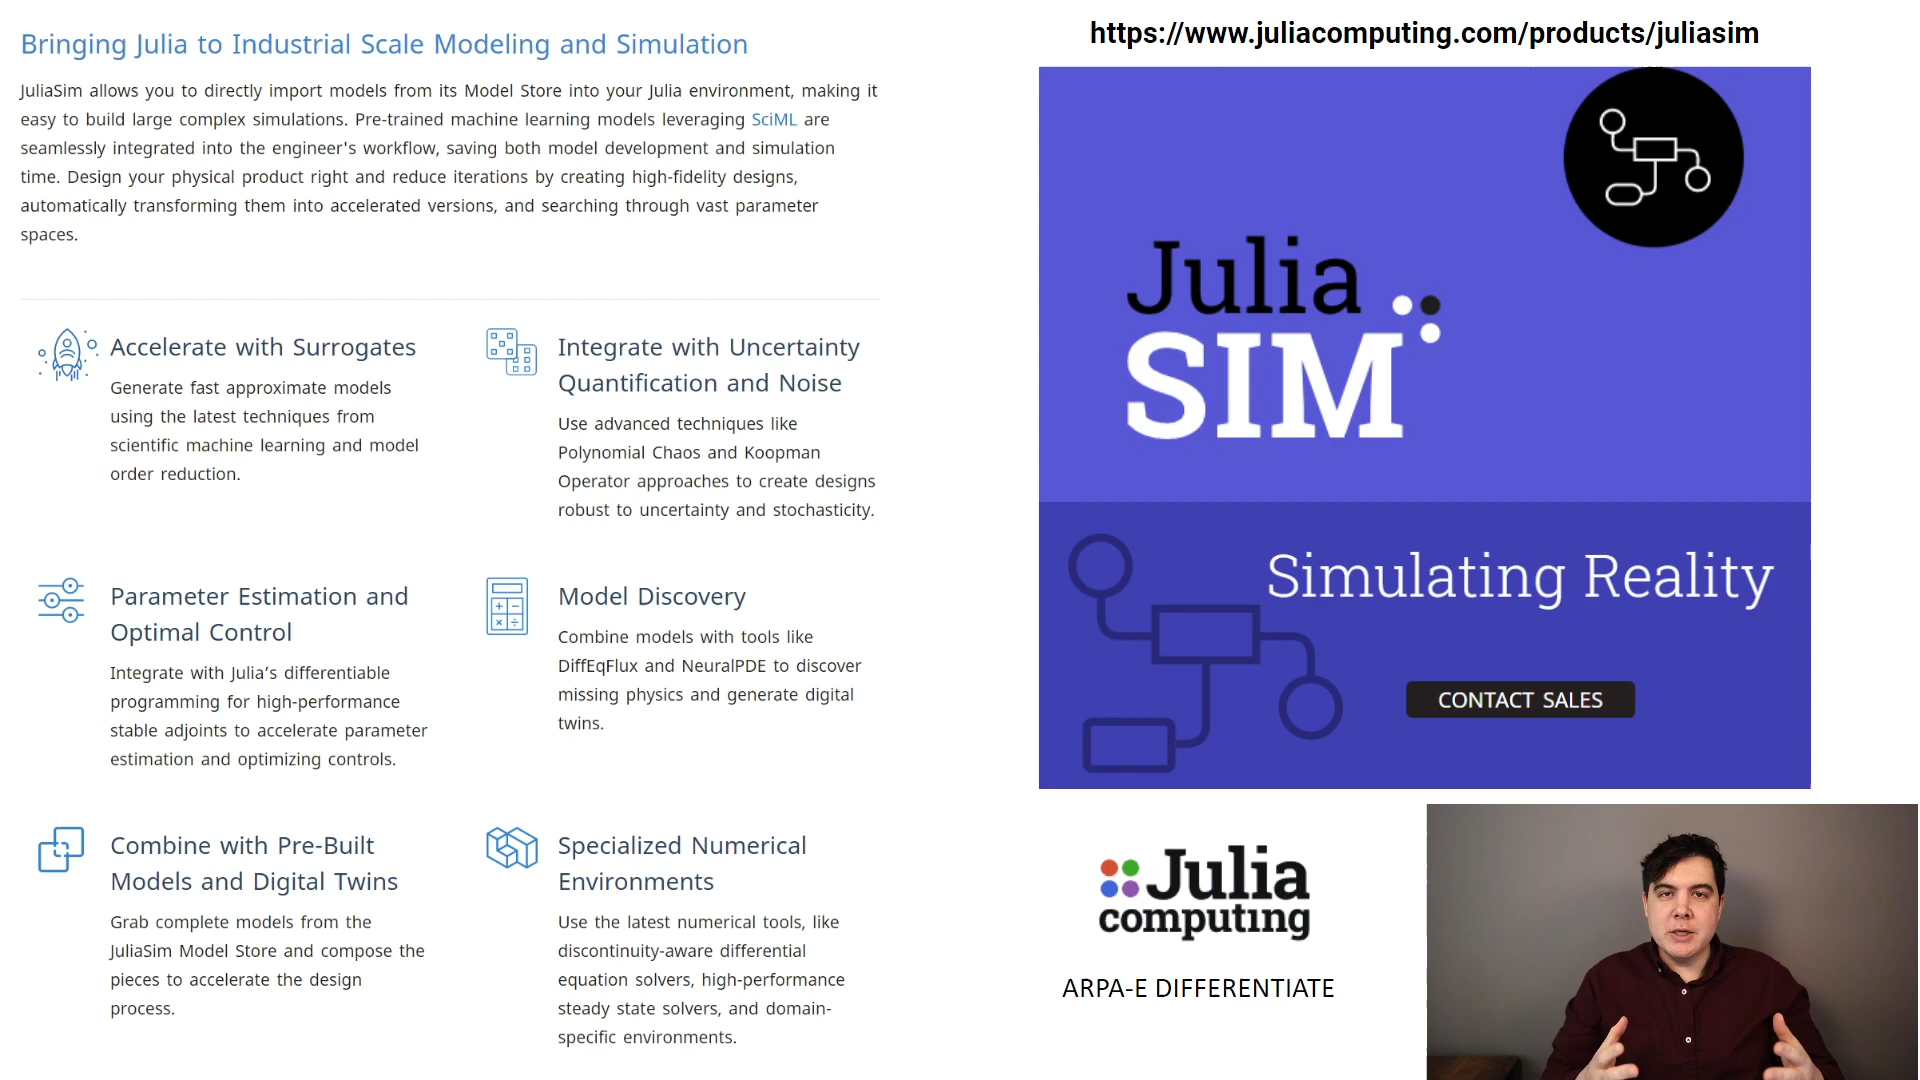 Bringing Julia to Industrial Scale Modeling and Simulation
JuliaSim allows you to directly import models from its Model Store into your Julia environment, making it
easy to build large complex simulations. Pre-trained machine learning models leveraging SciML are
seamlessly integrated into the engineer's workflow, saving both model development and simulation
time. Design your physical product right and reduce iterations by creating high-fidelity designs,
automatically transforming them into accelerated versions, and searching through vast parameter
spaces.
Accelerate with Surrogates
Generate fast approximate models
using the latest techniques from
scientific machine learning and model
order reduction.
Integrate with Uncertainty
Quantification and Noise
Use advanced techniques like
Polynomial Chaos and Koopman
Operator approaches to create designs
robust to uncertainty and stochasticity.
Parameter Estimation and
Optimal Control
Integrate with Julia’s differentiable
programming for high-performance
stable adjoints to accelerate parameter
estimation and optimizing controls.
Model Discovery
Combine models with tools like
DiffEqFlux and NeuralPDE to discover
missing physics and generate digital
twins.
Combine with Pre-Built
Models and Digital Twins
Grab complete models from the
JuliaSim Model Store and compose the
pieces to accelerate the design
process.
Specialized Numerical
Environments
Use the latest numerical tools, like
discontinuity-aware differential
equation solvers, high-performance
steady state solvers, and domain-
specific environments.
https://www.juliacomputing.com/products/juliasim
Julia
SIM
Simulating Reality
CONTACT SALES
Julia
computing
ARPA-E DIFFERENTIATE